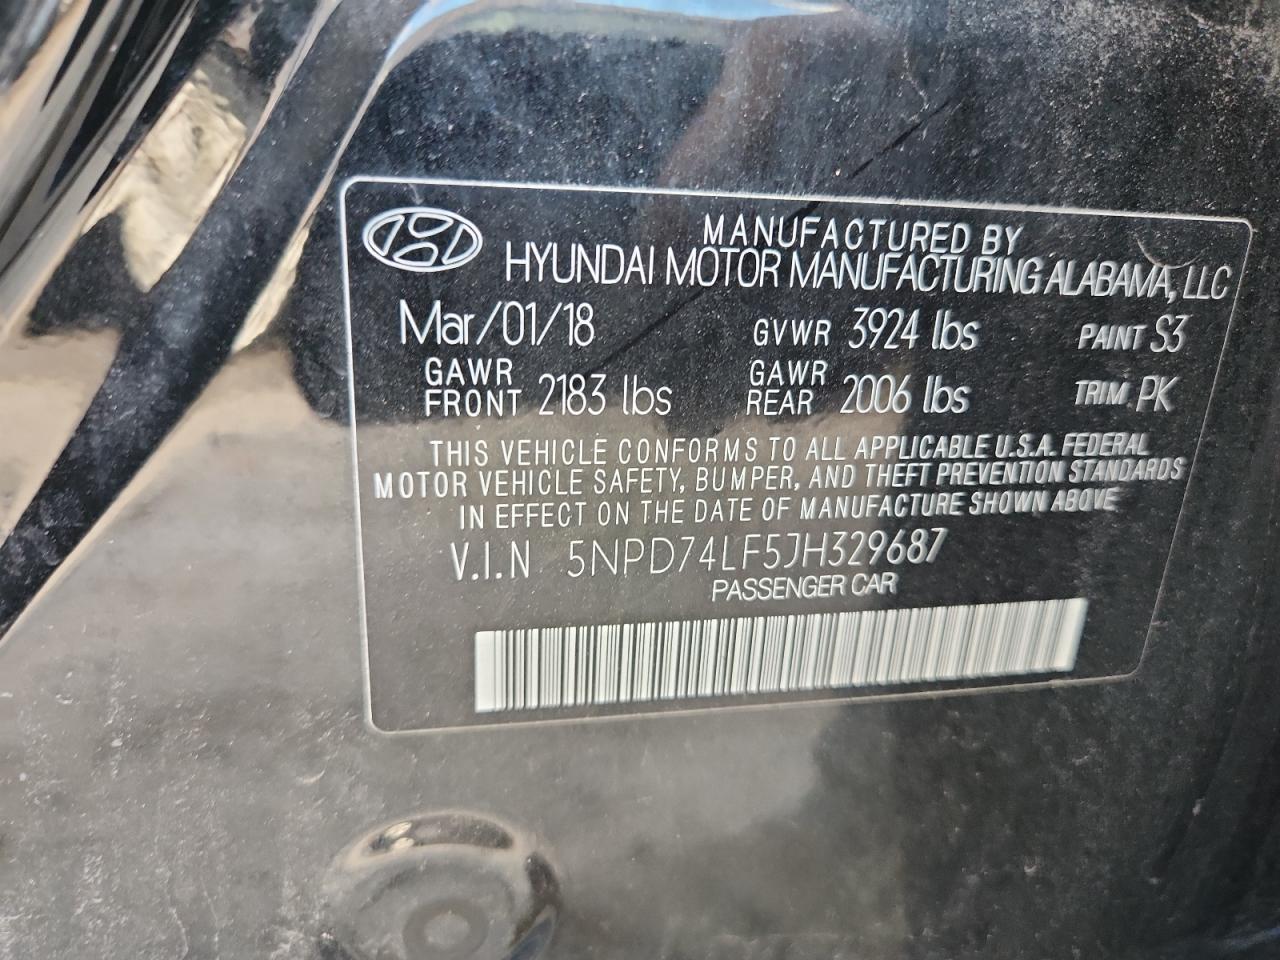 MANUFACTURED BY
HYUNDAI MOTOR MANUFACTURING ALABAMA, LLC
Mar/01/18 GVWR 3924 lbs PAINT S3
GAWR FRONT 2183 lbs GAWR REAR 2006 lbs TRIM PK
THIS VEHICLE CONFORMS TO ALL APPLICABLE U.S.A. FEDERAL
MOTOR VEHICLE SAFETY, BUMPER, AND THEFT PREVENTION STANDARDS
IN EFFECT ON THE DATE OF MANUFACTURE SHOWN ABOVE
V.I.N 5NPD74LF5JH329687
PASSENGER CAR